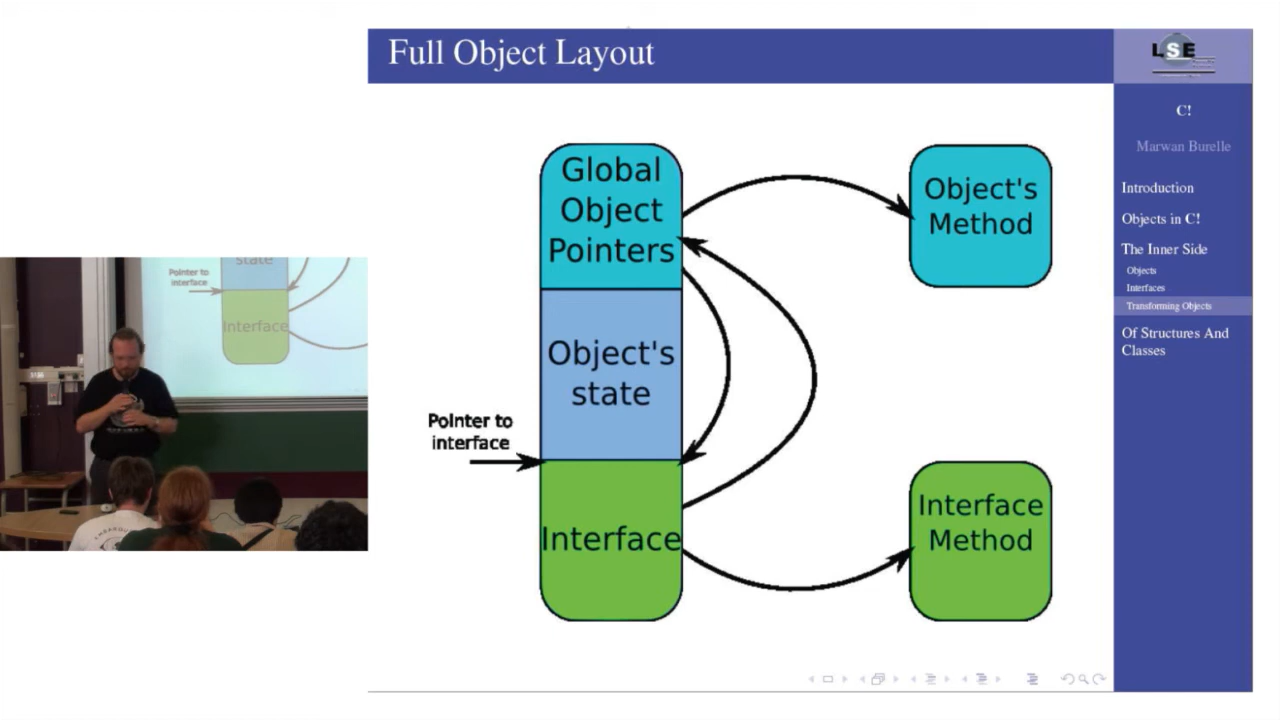 Full Object Layout
LSE
C!
Marwan Burelle
Introduction
Objects in C!
The Inner Side
Objects
Interfaces
Transforming Objects
Of Structures And
Classes
Global
Object
Pointers
Object's
state
Interface
Pointer to
interface
Object's
Method
Interface
Method
state
Pointer to
interface
Interface